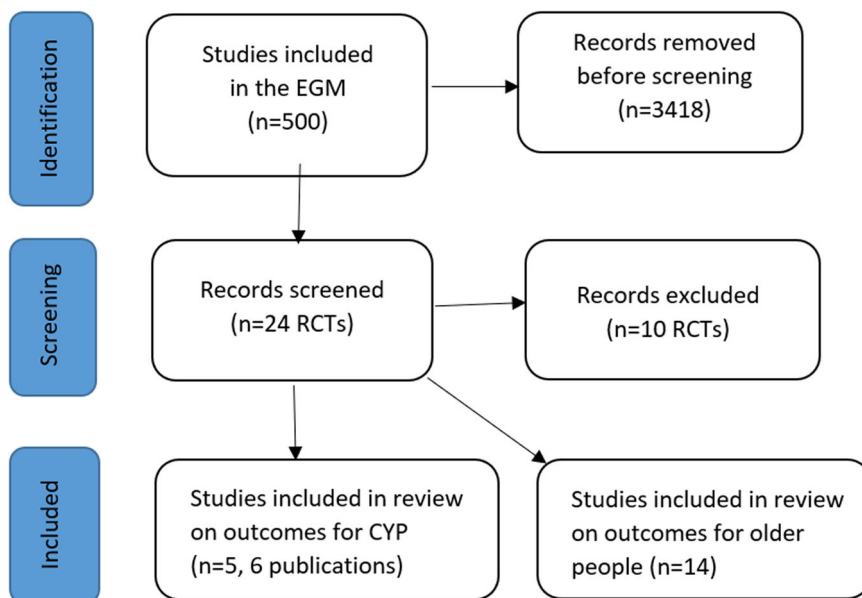 Identification
Studies included
in the EGM
(n=500)
Records removed
before screening
(n=3418)
Screening
Records screened
(n=24 RCTs)
Records excluded
(n=10 RCTs)
Included
Studies included in review
on outcomes for CYP
(n=5, 6 publications)
Studies included in review
on outcomes for older
people (n=14)